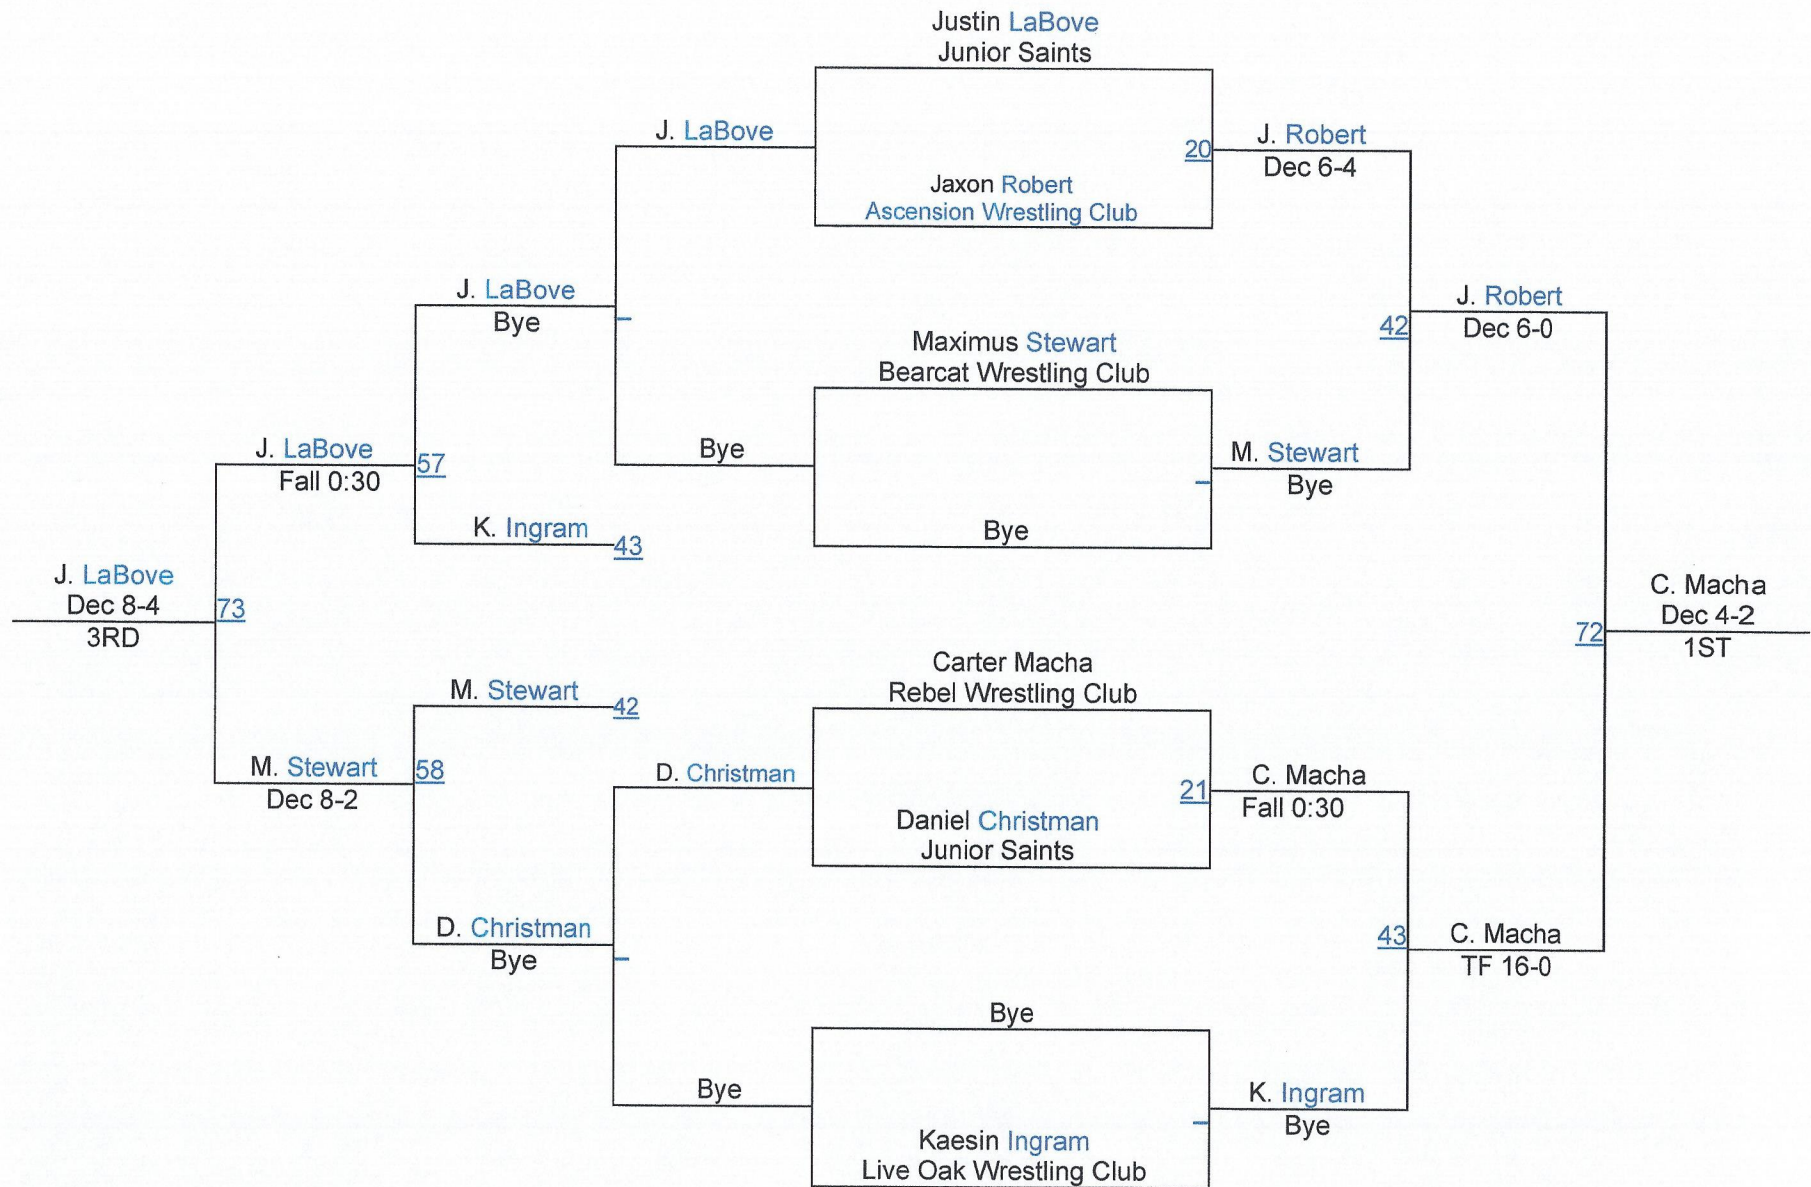 Justin LaBove
Junior Saints
J. LaBove
20
J. Robert
Dec 6-4
Jaxon Robert
Ascension Wrestling Club
J. LaBove
Bye
J. Robert
Dec 6-0
42
Maximus Stewart
Bearcat Wrestling Club
J. LaBove
Fall 0:30
57
Bye
M. Stewart
Bye
K. Ingram
43
Bye
J. LaBove
Dec 8-4
3RD
73
C. Macha
Dec 4-2
1ST
72
Carter Macha
Rebel Wrestling Club
M. Stewart
42
M. Stewart
Dec 8-2
58
D. Christman
21
C. Macha
Fall 0:30
Daniel Christman
Junior Saints
D. Christman
Bye
43
C. Macha
TF 16-0
Bye
Bye
K. Ingram
Bye
Kaesin Ingram
Live Oak Wrestling Club